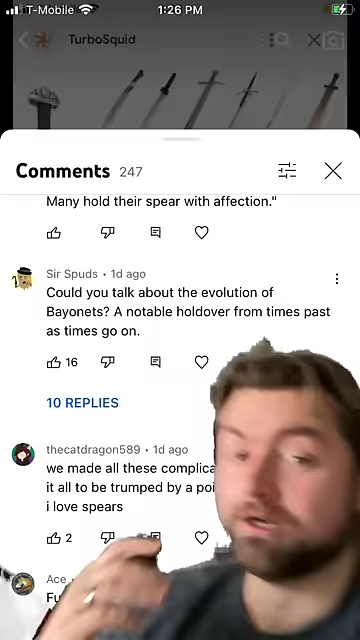 T-Mobile
1:26 PM
TurboSquid
Comments 247
Many hold their spear with affection."
Sir Spuds • 1d ago
Could you talk about the evolution of
Bayonets? A notable holdover from times past
as times go on.
16
10 REPLIES
thecatdragon589 • 1d ago
we made all these complica
it all to be trumped by a poi
i love spears
2
Ace
Fu